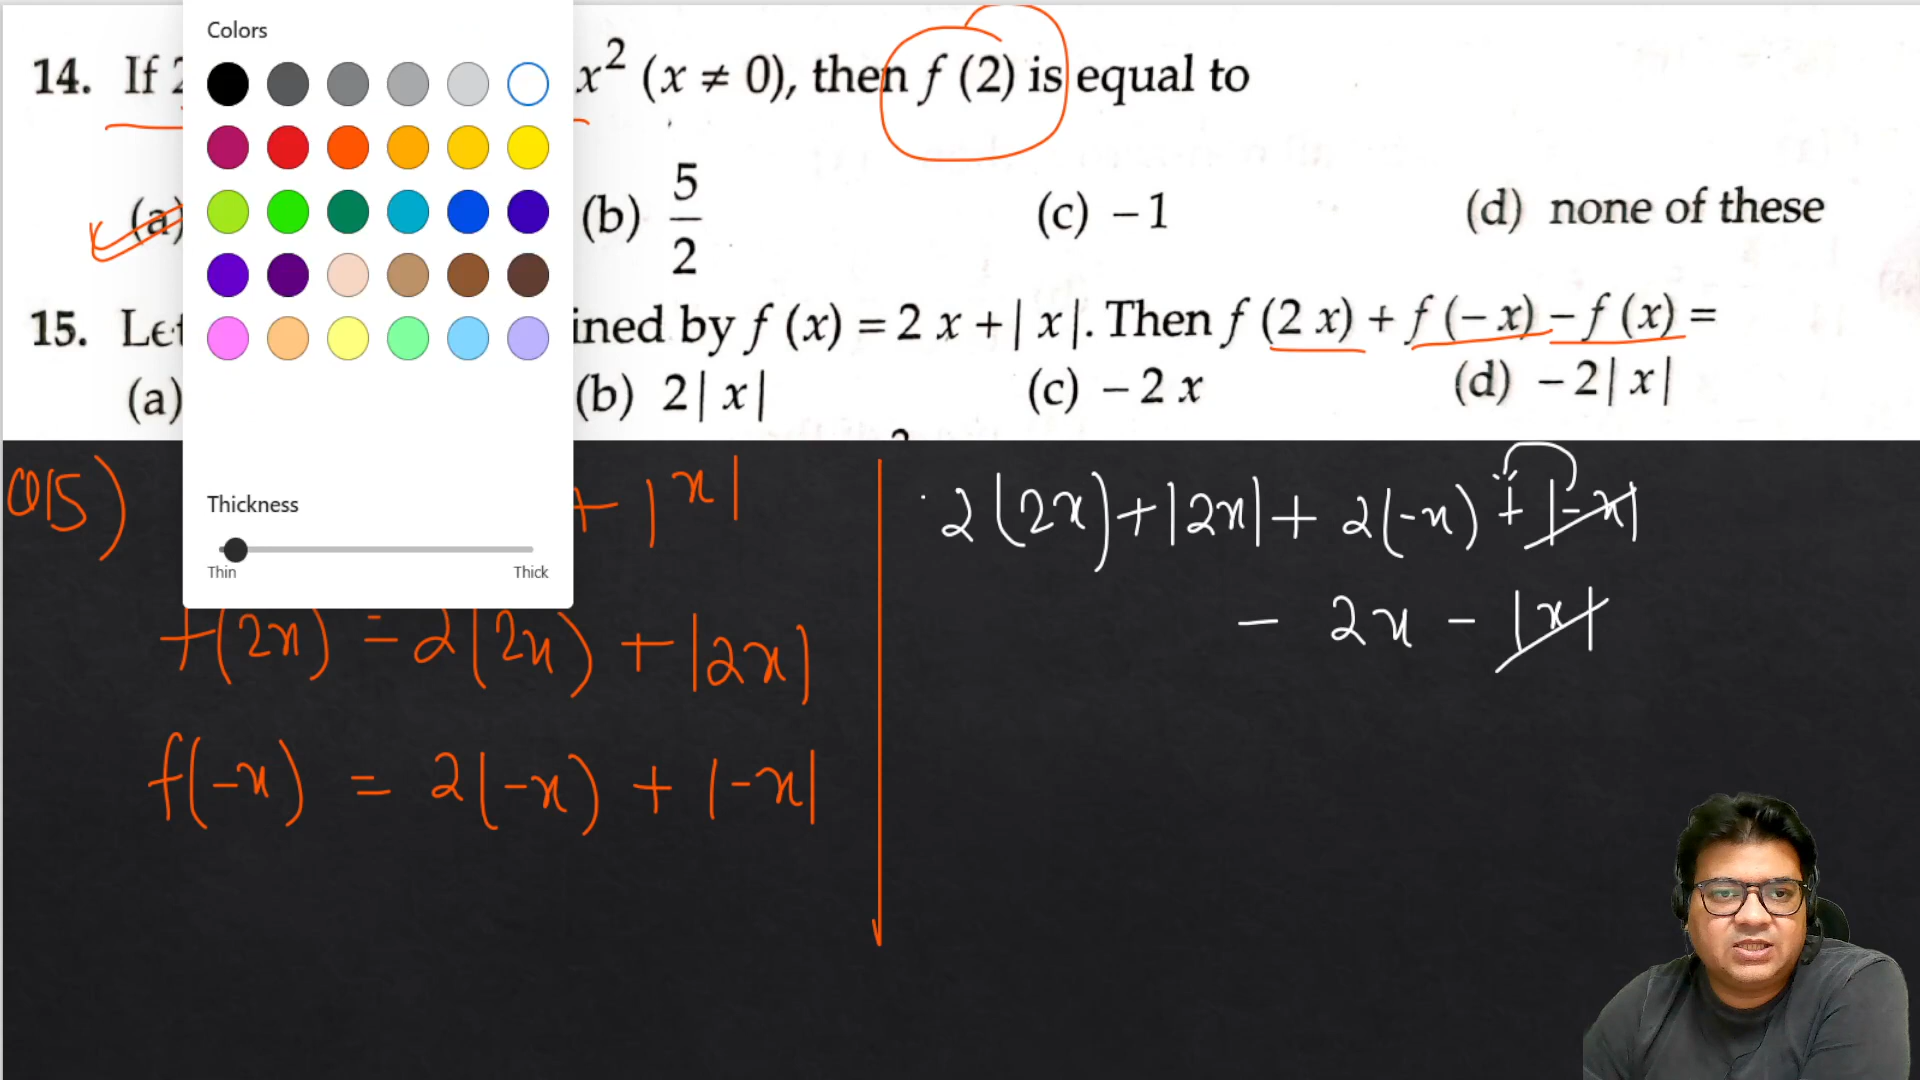 Colors
14. If 2 x² (x ≠ 0), then f (2) is equal to
(a) (b) 5/2 (c) – 1 (d) none of these
15. Let ined by f (x) = 2 x + | x |. Then f (2 x) + f (– x) – f (x) =
(a) (b) 2 | x | (c) – 2 x (d) – 2 | x |
Thickness
Thin Thick
Q15) + |x|
f(2x) = 2(2x) + |2x|
f(-x) = 2(-x) + |-x|
2(2x) + |2x| + 2(-x) + |-x|
- 2x - |x|